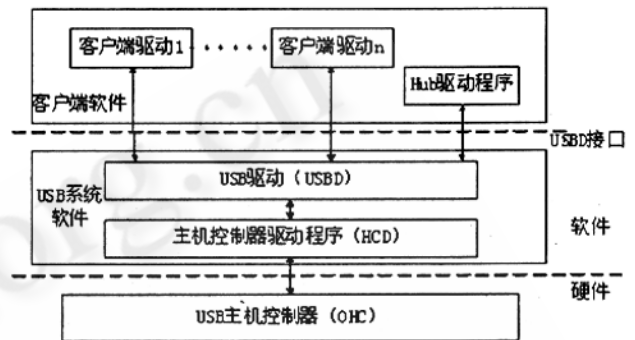 客户端驱动1 ····· 客户端驱动n
Hub驱动程序
客户端软件
USBD接口
USB驱动（USBD）
USB系统
软件
主机控制器驱动程序（HCD）
软件
硬件
USB主机控制器（OHC）
org.cn